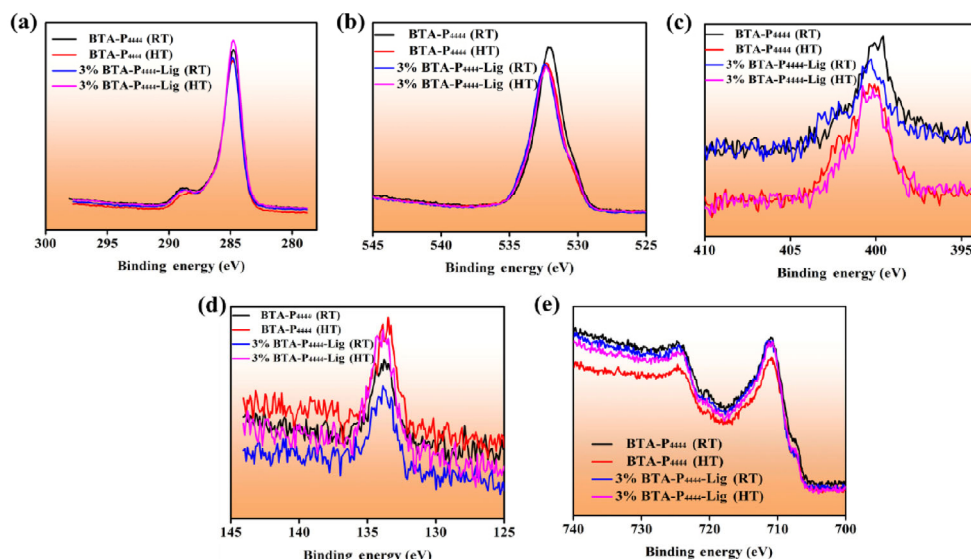 (a)
BTA-P4444 (RT)
BTA-P4444 (HT)
3% BTA-P4444-Lig (RT)
3% BTA-P4444-Lig (HT)
300 296 292 288 284 280
Binding energy (eV)
(b)
BTA-P4444 (RT)
BTA-P4444 (HT)
3% BTA-P4444-Lig (RT)
3% BTA-P4444-Lig (HT)
545 540 535 530 525
Binding energy (eV)
(c)
BTA-P4444 (RT)
BTA-P4444 (HT)
3% BTA-P4444-Lig (RT)
3% BTA-P4444-Lig (HT)
410 405 400 395
Binding energy (eV)
(d)
BTA-P4444 (RT)
BTA-P4444 (HT)
3% BTA-P4444-Lig (RT)
3% BTA-P4444-Lig (HT)
145 140 135 130 125
Binding energy (eV)
(e)
BTA-P4444 (RT)
BTA-P4444 (HT)
3% BTA-P4444-Lig (RT)
3% BTA-P4444-Lig (HT)
740 730 720 710 700
Binding energy (eV)